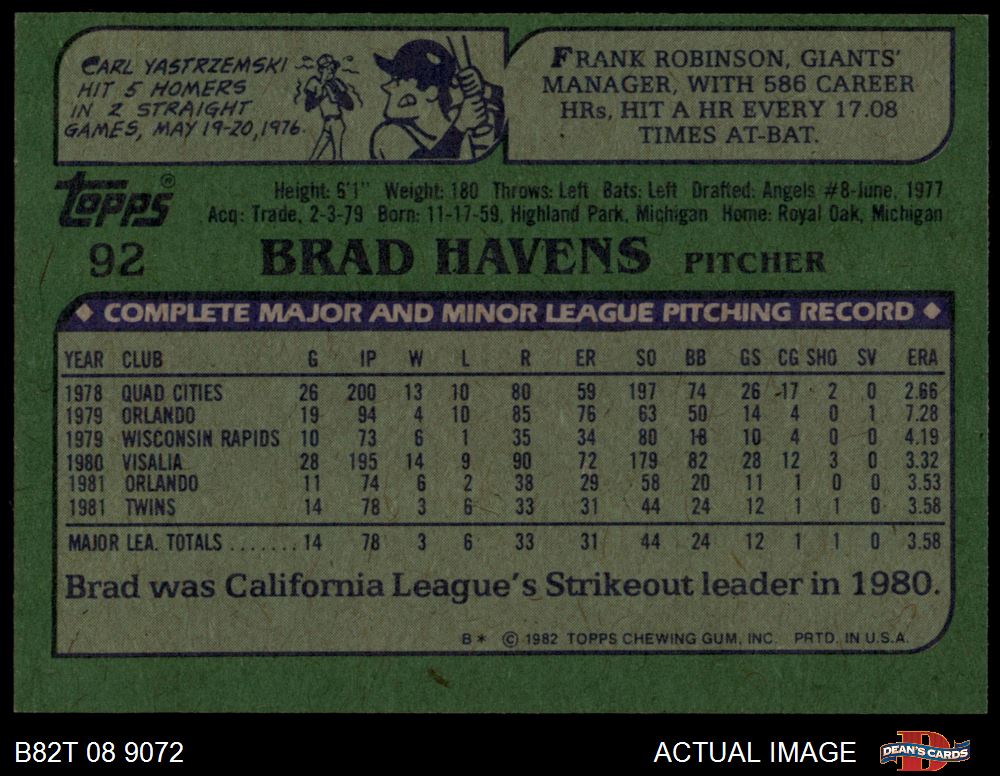 CARL YASTRZEMSKI
HIT 5 HOMERS
IN 2 STRAIGHT
GAMES, MAY 19-20, 1976.
FRANK ROBINSON, GIANTS'
MANAGER, WITH 586 CAREER
HRs, HIT A HR EVERY 17.08
TIMES AT-BAT.
topps®
Height: 6'1" Weight: 180 Throws: Left Bats: Left Drafted: Angels #8-June, 1977
Acq: Trade, 2-3-79 Born: 11-17-59, Highland Park, Michigan Home: Royal Oak, Michigan
92 BRAD HAVENS PITCHER
◆ COMPLETE MAJOR AND MINOR LEAGUE PITCHING RECORD ◆
YEAR CLUB G IP W L R ER SO BB GS CG SHO SV ERA
1978 QUAD CITIES 26 200 13 10 80 59 197 74 26 17 2 0 2.66
1979 ORLANDO 19 94 4 10 85 76 63 50 14 4 0 1 7.28
1979 WISCONSIN RAPIDS 10 73 6 1 35 34 80 18 10 4 0 0 4.19
1980 VISALIA 28 195 14 9 90 72 179 82 28 12 3 0 3.32
1981 ORLANDO 11 74 6 2 38 29 58 20 11 1 0 0 3.53
1981 TWINS 14 78 3 6 33 31 44 24 12 1 1 0 3.58
MAJOR LEA. TOTALS ....... 14 78 3 6 33 31 44 24 12 1 1 0 3.58
Brad was California League's Strikeout leader in 1980.
B* © 1982 TOPPS CHEWING GUM, INC. PRTD. IN U.S.A.
B82T 08 9072 ACTUAL IMAGE DEAN'S CARDS